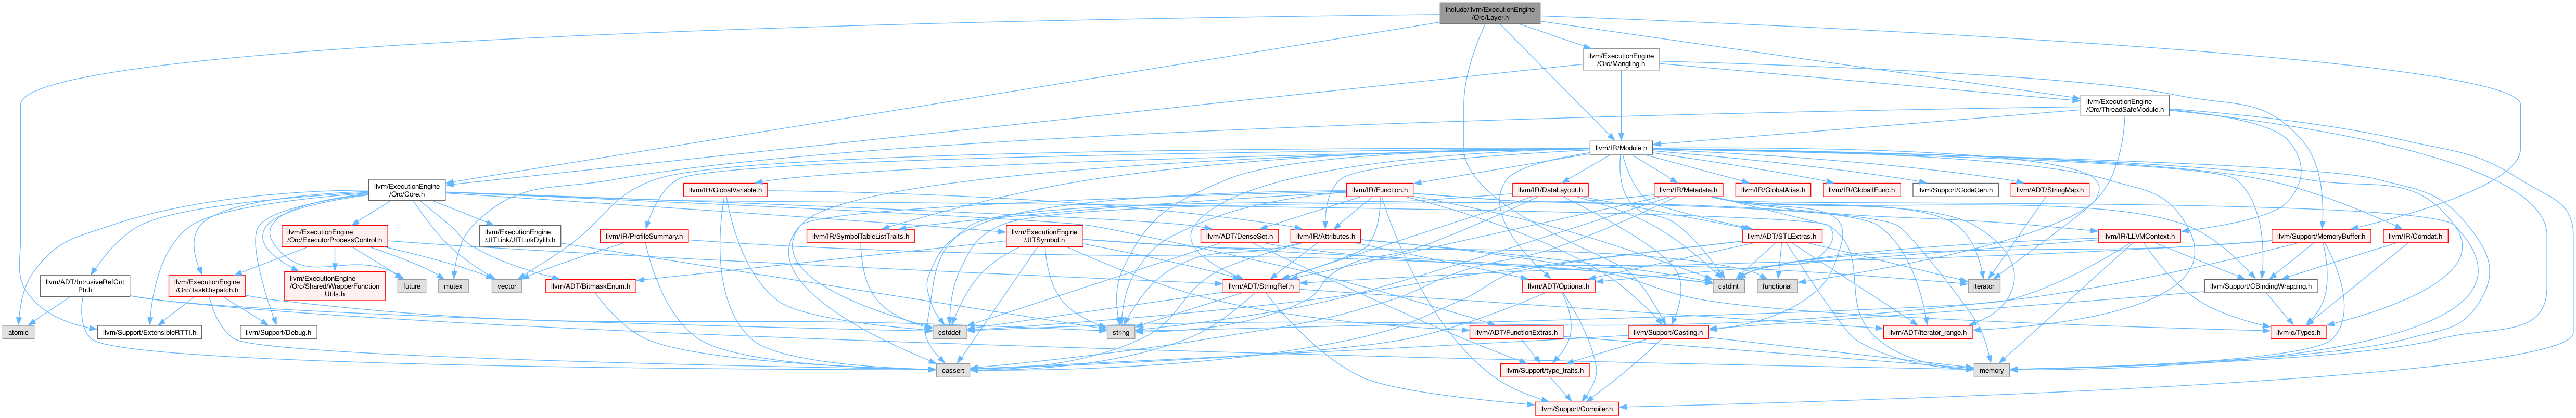 include/llvm/ExecutionEngine
/Orc/Layer.h
llvm/ExecutionEngine
/Orc/Mangling.h
llvm/ExecutionEngine
/Orc/ThreadSafeModule.h
llvm/IR/Module.h
llvm/ExecutionEngine
/Orc/Core.h
llvm/IR/GlobalVariable.h
llvm/IR/Function.h
llvm/IR/DataLayout.h
llvm/IR/Metadata.h
llvm/IR/GlobalAlias.h
llvm/IR/GlobalIFunc.h
llvm/Support/CodeGen.h
llvm/ADT/StringMap.h
llvm/ExecutionEngine
/Orc/ExecutorProcessControl.h
llvm/ExecutionEngine
/JITLink/JITLinkDylib.h
llvm/IR/ProfileSummary.h
llvm/IR/SymbolTableListTraits.h
llvm/ExecutionEngine
/JITSymbol.h
llvm/ADT/DenseSet.h
llvm/IR/Attributes.h
llvm/ADT/STLExtras.h
llvm/IR/LLVMContext.h
llvm/Support/MemoryBuffer.h
llvm/IR/Comdat.h
llvm/ADT/IntrusiveRefCnt
Ptr.h
llvm/ExecutionEngine
/Orc/TaskDispatch.h
llvm/ExecutionEngine
/Orc/Shared/WrapperFunction
Utils.h
future
mutex
vector
llvm/ADT/BitmaskEnum.h
llvm/ADT/StringRef.h
llvm/ADT/Optional.h
cstdint
functional
iterator
llvm/Support/CBindingWrapping.h
atomic
llvm/Support/ExtensibleRTTI.h
llvm/Support/Debug.h
string
cstddef
llvm/ADT/FunctionExtras.h
llvm/Support/Casting.h
llvm/ADT/iterator_range.h
llvm-c/Types.h
cassert
llvm/Support/type_traits.h
memory
llvm/Support/Compiler.h